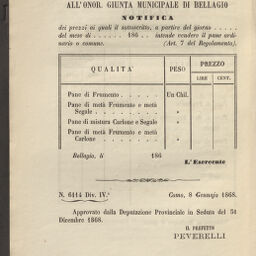 ALL'ONOR. GIUNTA MUNICIPALE DI BELLAGIO
NOTIFICA
dei prezzi ai quali il sottoscritto, a partire del giorno . . . . .
del mese di . . . . . . 186 . . intende vendere il pane ordi-
nario o comune. (Art. 7 del Regolamento).
QUALITÀ PESO PREZZO
LIRE CENT.
Pane di Frumento . . . . Un Chil.
Pane di metà Frumento e metà
Segale . . . . . . . . »
Pane di mistura Carlone e Segale »
Pane di metà Frumento e metà
Carlone . . . . . . . »
Bellagio, li 186
L'Esercente
N. 6114 Div. IV.ª Como, 8 Gennajo 1868.
Approvato dalla Deputazione Provinciale in Seduta del 31
Dicembre 1868.
IL PREFETTO
PEVERELLI